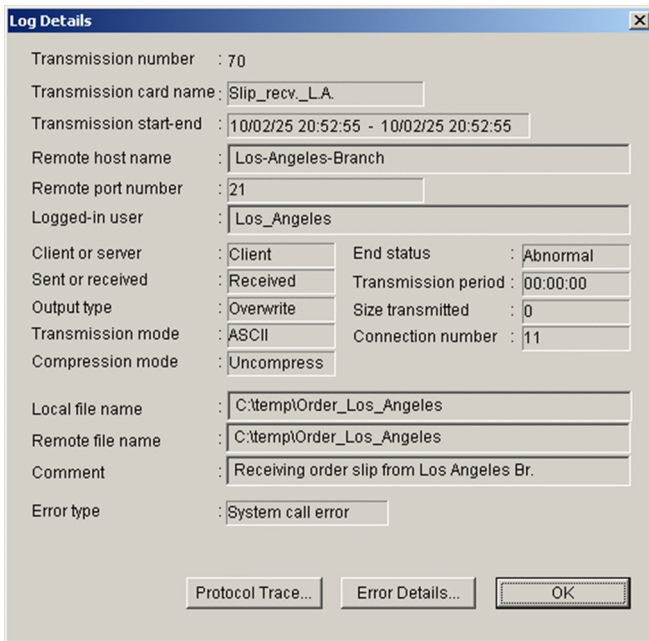 Log Details
Transmission number : 70
Transmission card name : Slip_recv._L.A.
Transmission start-end : 10/02/25 20:52:55 - 10/02/25 20:52:55
Remote host name : Los-Angeles-Branch
Remote port number : 21
Logged-in user : Los_Angeles
Client or server : Client End status : Abnormal
Sent or received : Received Transmission period : 00:00:00
Output type : Overwrite Size transmitted : 0
Transmission mode : ASCII Connection number : 11
Compression mode : Uncompress
Local file name : C:\temp\Order_Los_Angeles
Remote file name : C:\temp\Order_Los_Angeles
Comment : Receiving order slip from Los Angeles Br.
Error type : System call error
Protocol Trace... Error Details... OK